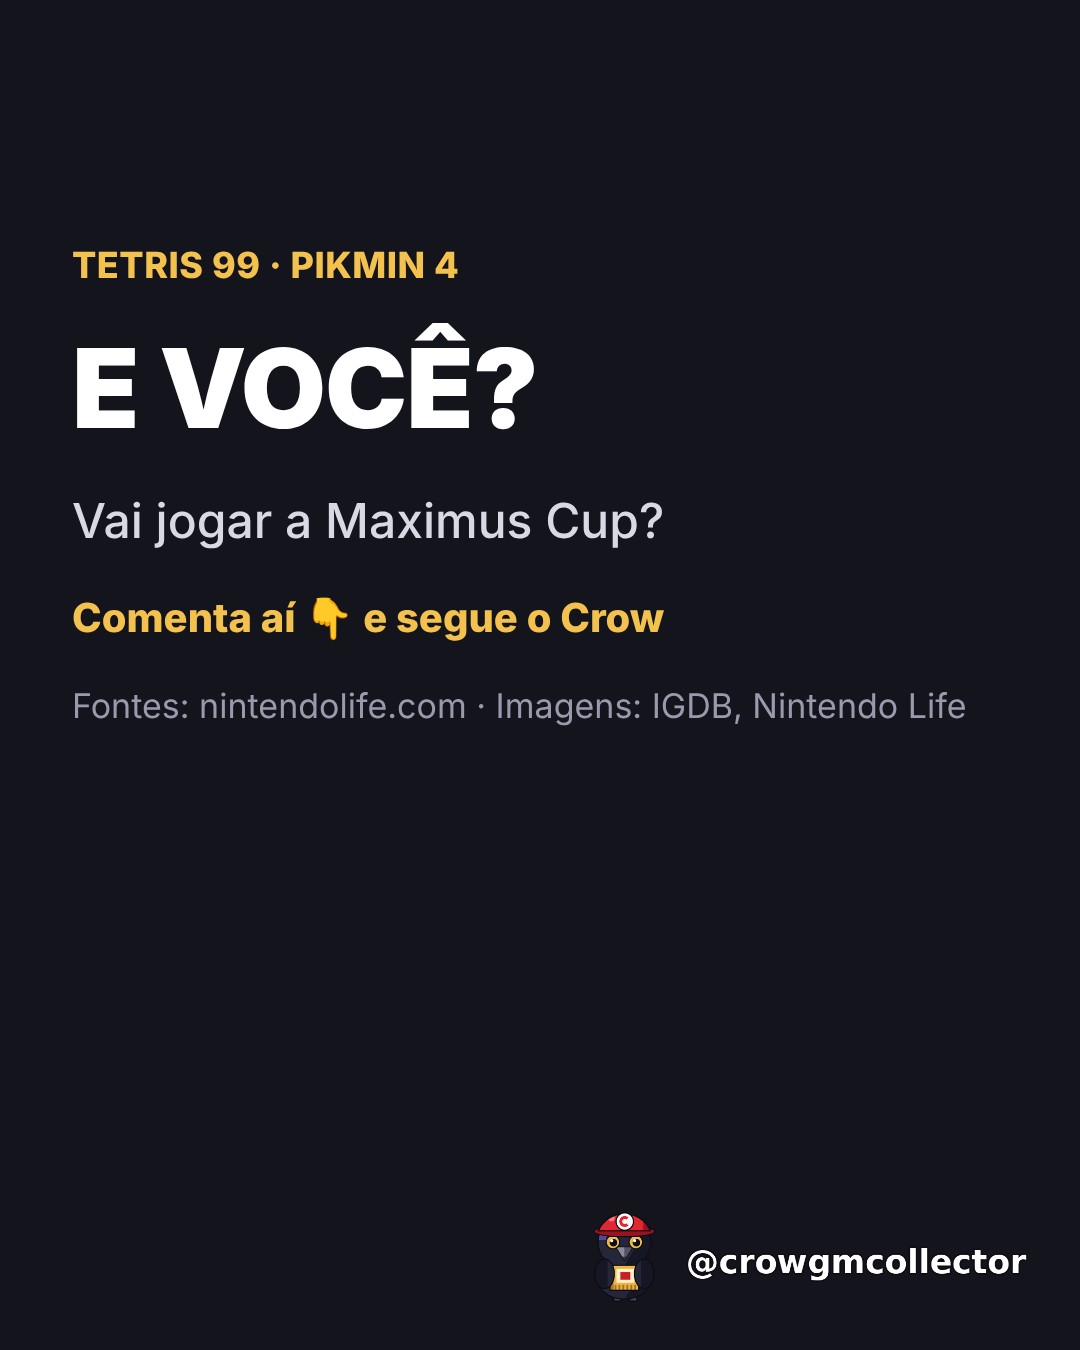 TETRIS 99 · PIKMIN 4
E VOCÊ?
Vai jogar a Maximus Cup?
Comenta aí 👇 e segue o Crow
Fontes: nintendolife.com · Imagens: IGDB, Nintendo Life
C
@crowgmcollector